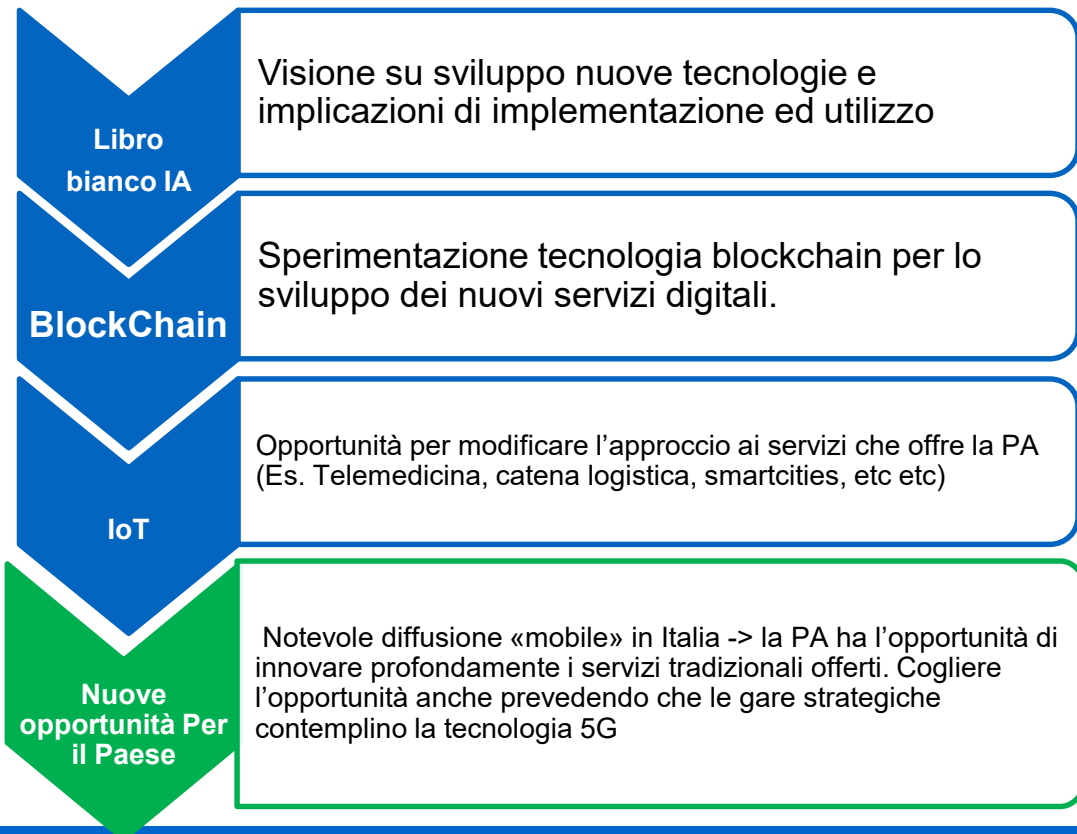 Libro
bianco IA
Visione su sviluppo nuove tecnologie e
implicazioni di implementazione ed utilizzo
BlockChain
Sperimentazione tecnologia blockchain per lo
sviluppo dei nuovi servizi digitali.
IoT
Opportunità per modificare l’approccio ai servizi che offre la PA
(Es. Telemedicina, catena logistica, smartcities, etc etc)
Nuove
opportunità Per
il Paese
Notevole diffusione «mobile» in Italia -> la PA ha l’opportunità di
innovare profondamente i servizi tradizionali offerti. Cogliere
l’opportunità anche prevedendo che le gare strategiche
contemplino la tecnologia 5G